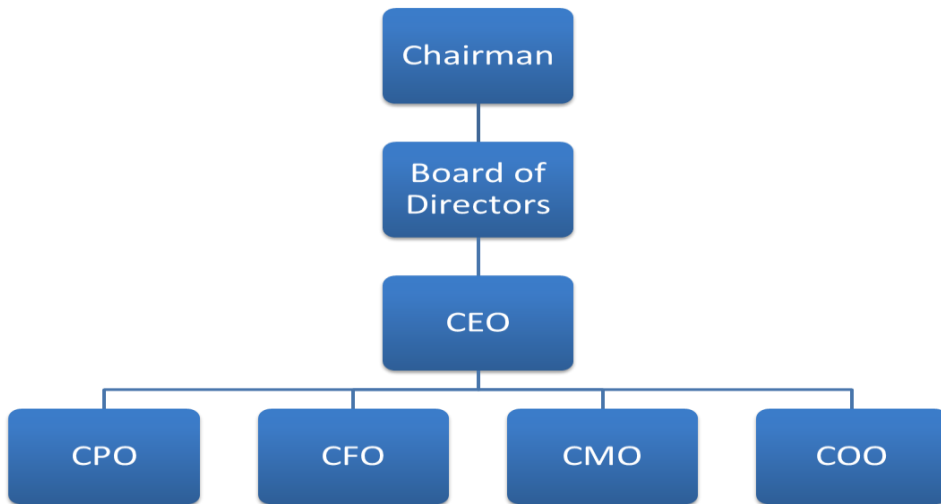 Chairman
Board of
Directors
CEO
CPO
CFO
CMO
COO